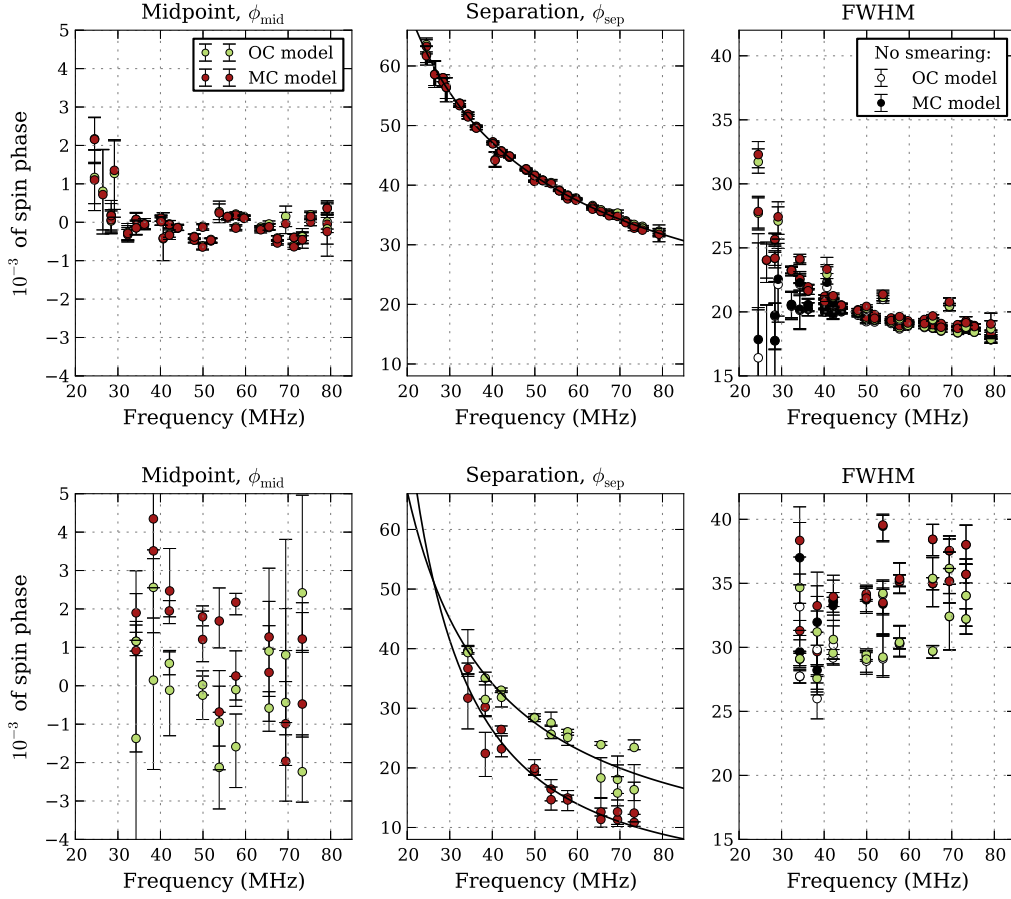 Midpoint, ϕmid
Separation, ϕsep
FWHM
OC model
MC model
No smearing:
OC model
MC model
10⁻³ of spin phase
5
4
3
2
1
0
−1
−2
−3
−4
60
50
40
30
20
10
40
35
30
25
20
15
20 30 40 50 60 70 80
20 30 40 50 60 70 80
20 30 40 50 60 70 80
Frequency (MHz)
Frequency (MHz)
Frequency (MHz)
Midpoint, ϕmid
Separation, ϕsep
FWHM
10⁻³ of spin phase
5
4
3
2
1
0
−1
−2
−3
−4
60
50
40
30
20
10
40
35
30
25
20
15
20 30 40 50 60 70 80
20 30 40 50 60 70 80
20 30 40 50 60 70 80
Frequency (MHz)
Frequency (MHz)
Frequency (MHz)